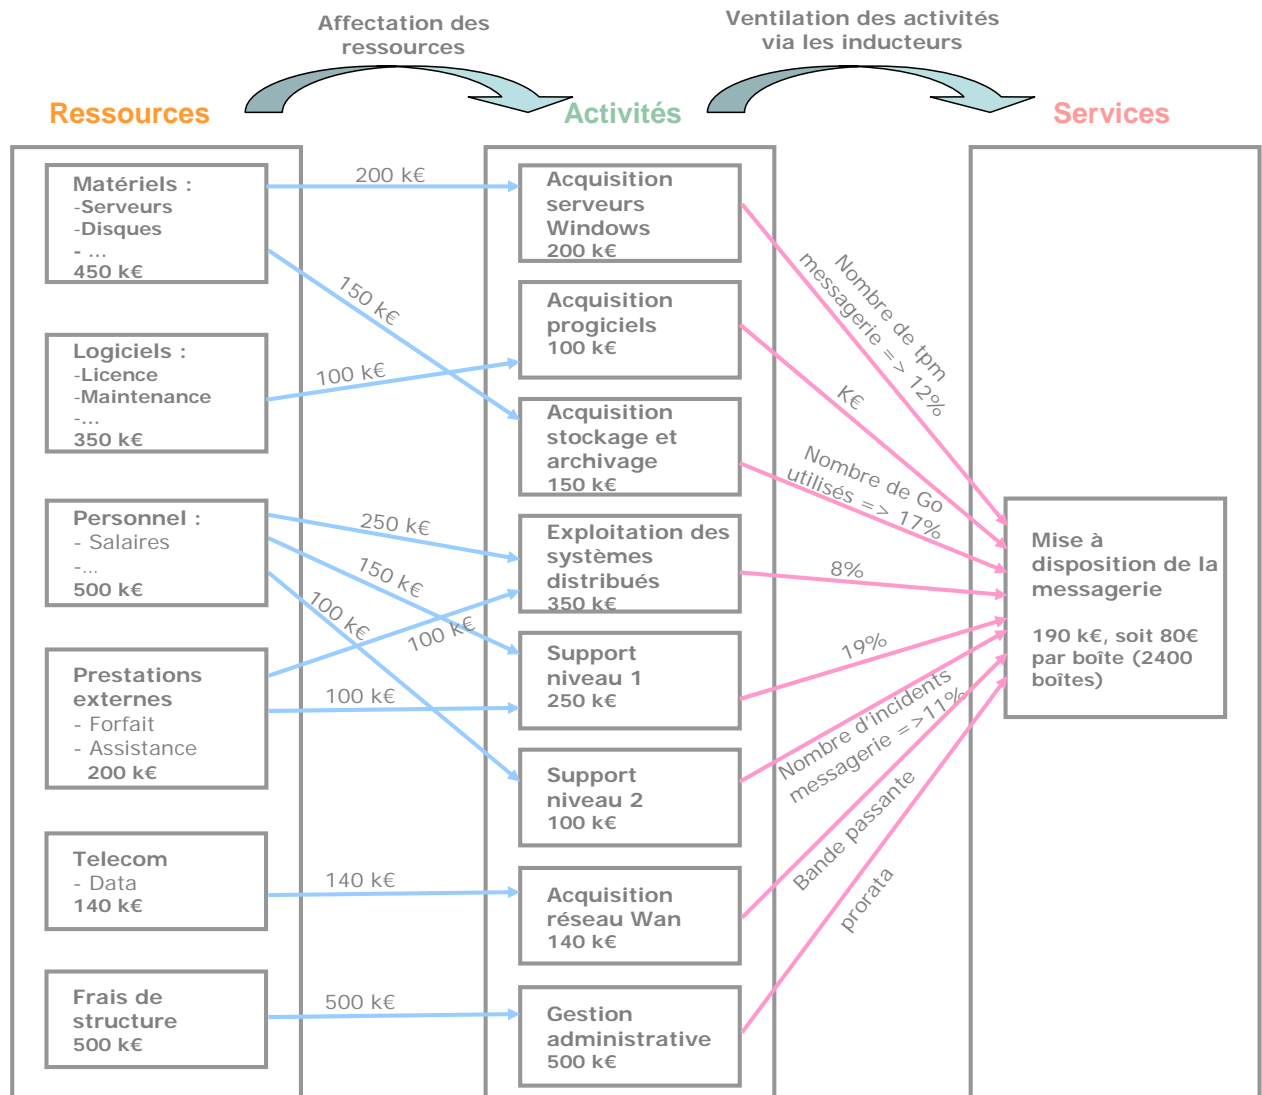 Affectation des
ressources
Ventilation des activités
via les inducteurs
Ressources
Activités
Services
Matériels :
-Serveurs
-Disques
- ...
450 k€
Logiciels :
-Licence
-Maintenance
-...
350 k€
Personnel :
- Salaires
-...
500 k€
Prestations
externes
- Forfait
- Assistance
200 k€
Telecom
- Data
140 k€
Frais de
structure
500 k€
200 k€
150 k€
100 k€
250 k€
150 k€
100 k€
100 k€
100 k€
140 k€
500 k€
Acquisition
serveurs
Windows
200 k€
Acquisition
progiciels
100 k€
Acquisition
stockage et
archivage
150 k€
Exploitation des
systèmes
distribués
350 k€
Support
niveau 1
250 k€
Support
niveau 2
100 k€
Acquisition
réseau Wan
140 k€
Gestion
administrative
500 k€
Nombre de tpm
messagerie => 12%
K€
Nombre de Go
utilisés => 17%
8%
19%
Nombre d'incidents
messagerie =>11%
Bande passante
prorata
Mise à
disposition de la
messagerie
190 k€, soit 80€
par boîte (2400
boîtes)